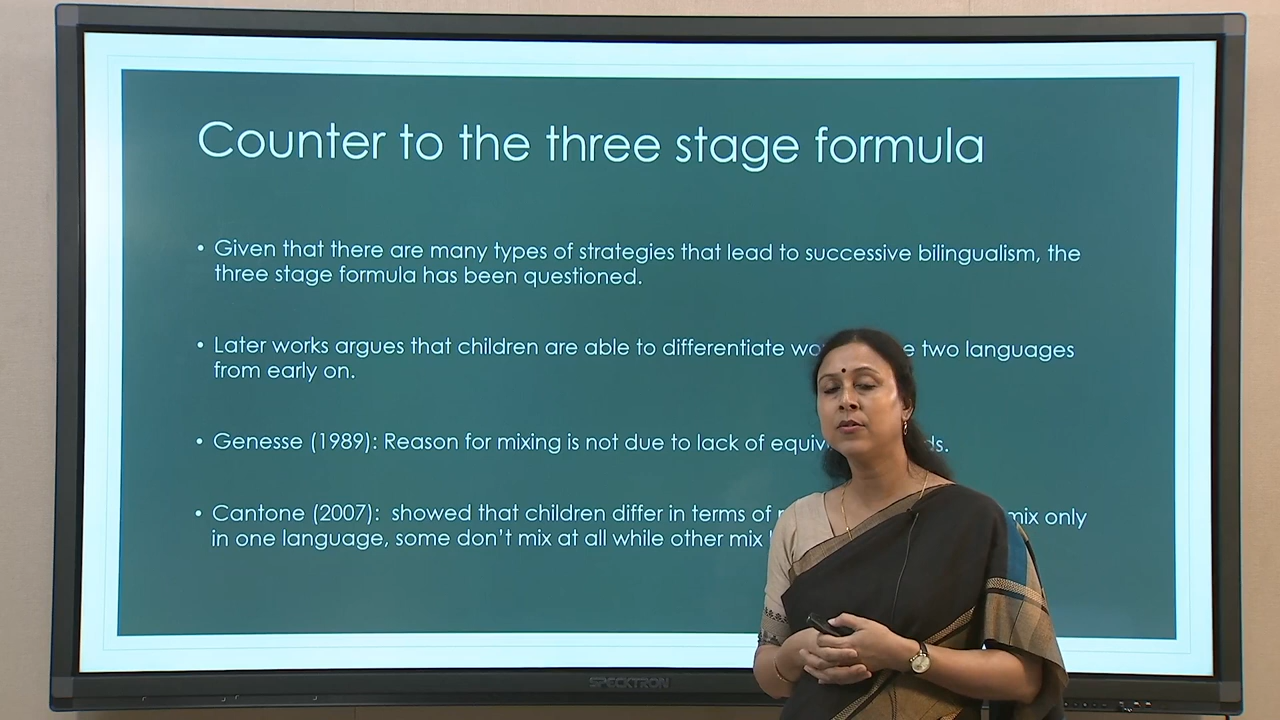 Counter to the three stage formula
• Given that there are many types of strategies that lead to successive bilingualism, the
three stage formula has been questioned.
• Later works argues that children are able to differentiate two languages
from early on.
• Genesse (1989): Reason for mixing is not due to lack of
• Cantone (2007): showed that children differ in terms of mix only
in one language, some don't mix at all while other mix
SPECKTRON